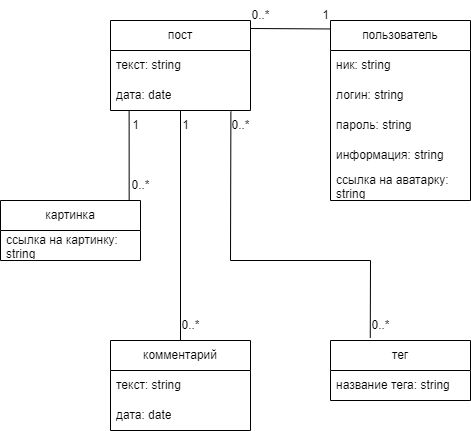 0..*
1
пост
текст: string
дата: date
пользователь
ник: string
логин: string
пароль: string
информация: string
ссылка на аватарку:
string
1
1
0..*
0..*
картинка
ссылка на картинку:
string
0..*
0..*
комментарий
текст: string
дата: date
тег
название тега: string